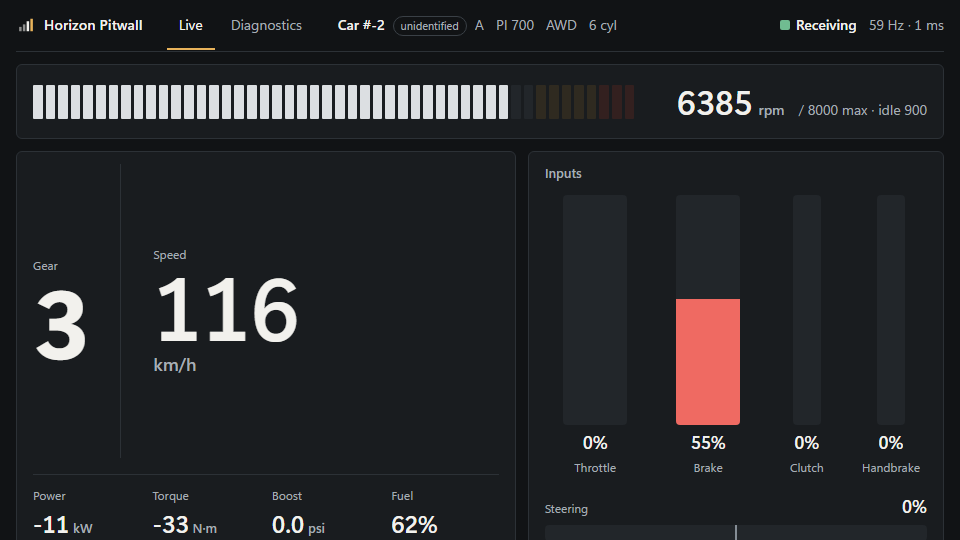 Horizon Pitwall
Live
Diagnostics
Car #-2
unidentified
A
PI 700
AWD
6 cyl
Receiving
59 Hz · 1 ms
6385 rpm / 8000 max · idle 900
Gear
3
Speed
116
km/h
Power
-11 kW
Torque
-33 N·m
Boost
0.0 psi
Fuel
62%
Inputs
0%
Throttle
55%
Brake
0%
Clutch
0%
Handbrake
Steering
0%